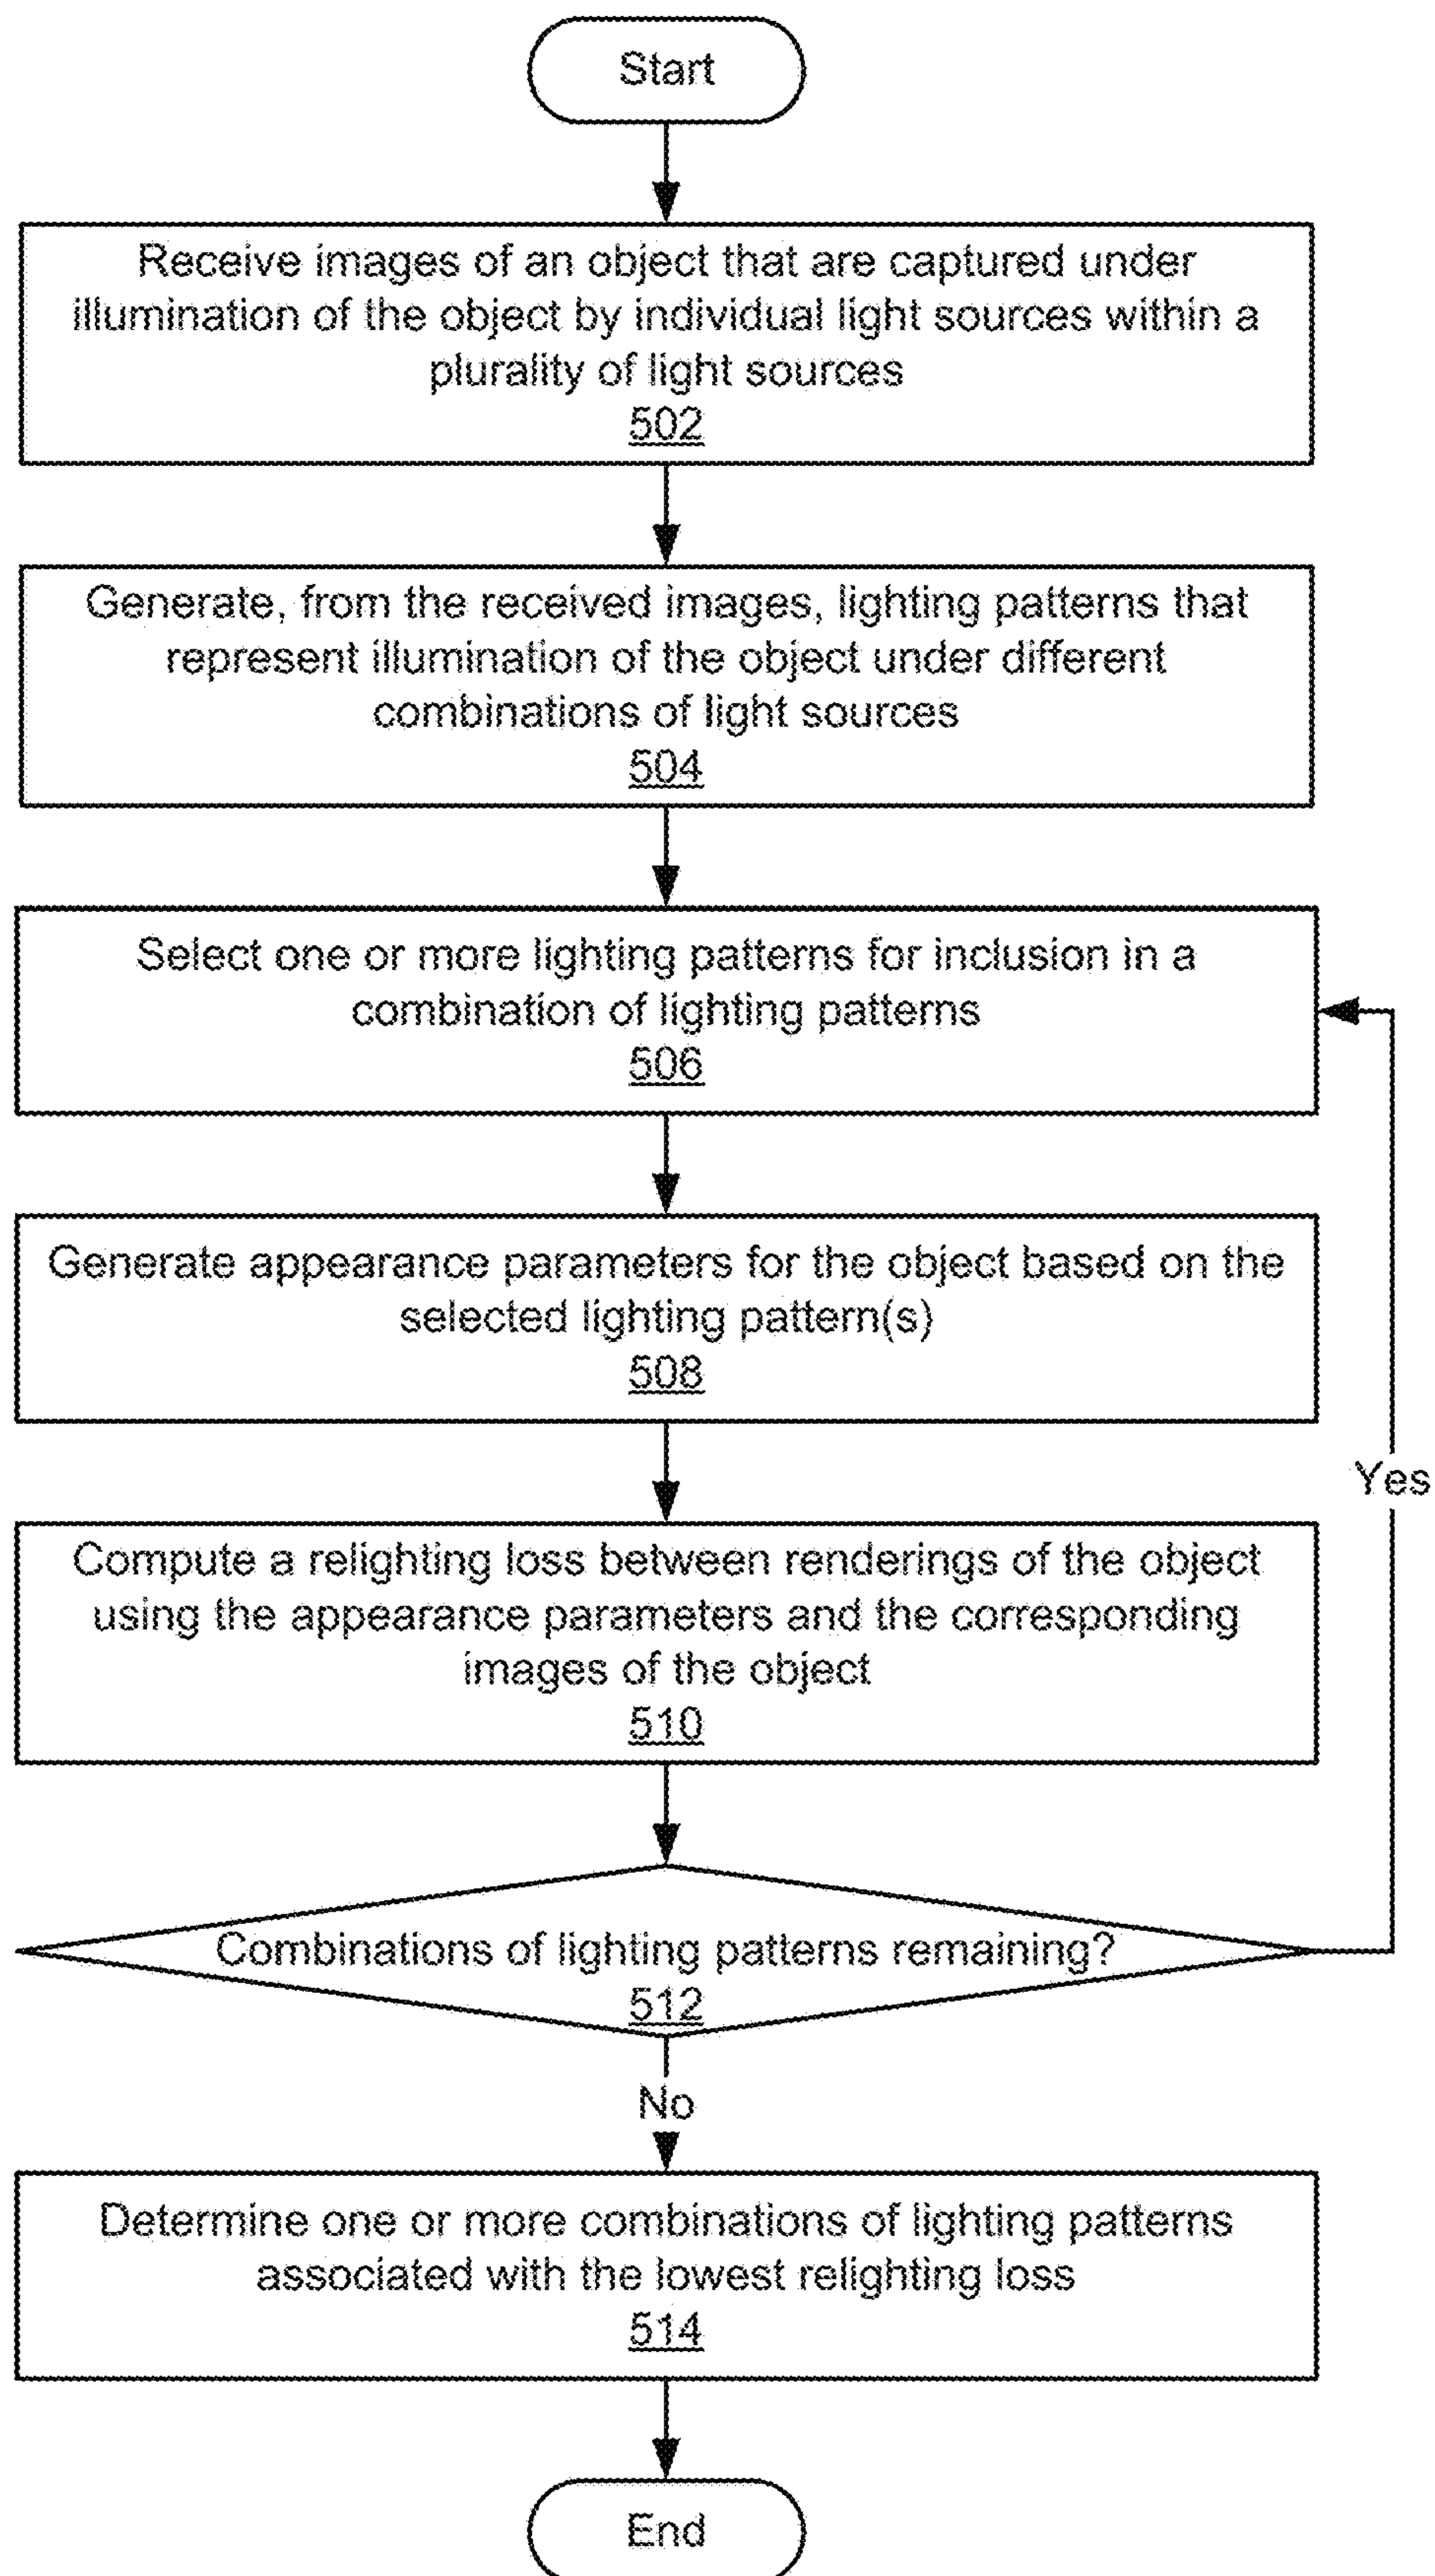 Start
Receive images of an object that are captured under
illumination of the object by individual light sources within a
plurality of light sources
502
Generate, from the received images, lighting patterns that
represent illumination of the object under different
combinations of light sources
504
Select one or more lighting patterns for inclusion in a
combination of lighting patterns
506
Generate appearance parameters for the object based on the
selected lighting pattern(s)
508
Compute a relighting loss between renderings of the object
using the appearance parameters and the corresponding
images of the object
510
Combinations of lighting patterns remaining?
512
Yes
No
Determine one or more combinations of lighting patterns
associated with the lowest relighting loss
514
End